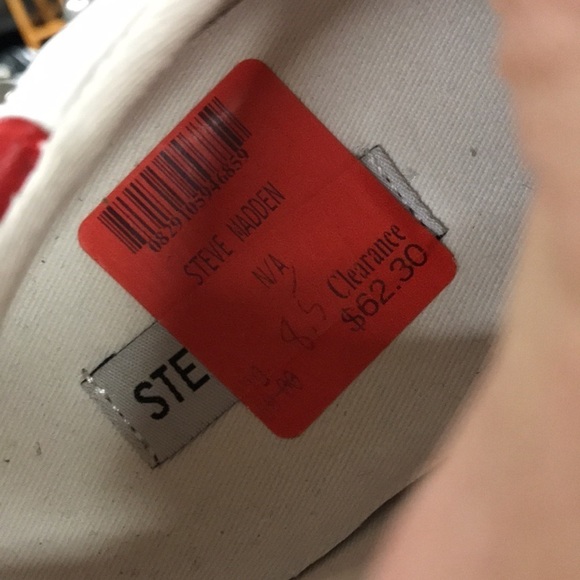 STEVE MADDEN
N/A
8.5
Clearance
$62.30
STE